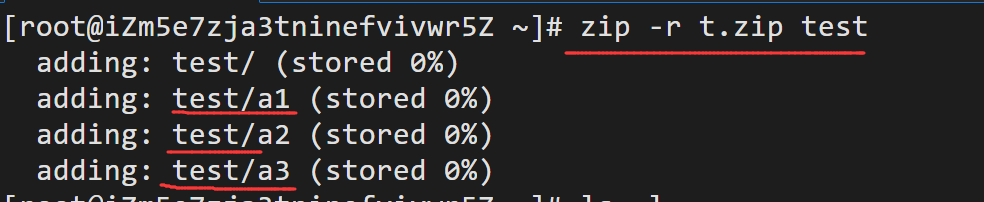 [root@iZm5e7zja3tninefvivwr5Z ~]# zip -r t.zip test
adding: test/ (stored 0%)
adding: test/a1 (stored 0%)
adding: test/a2 (stored 0%)
adding: test/a3 (stored 0%)